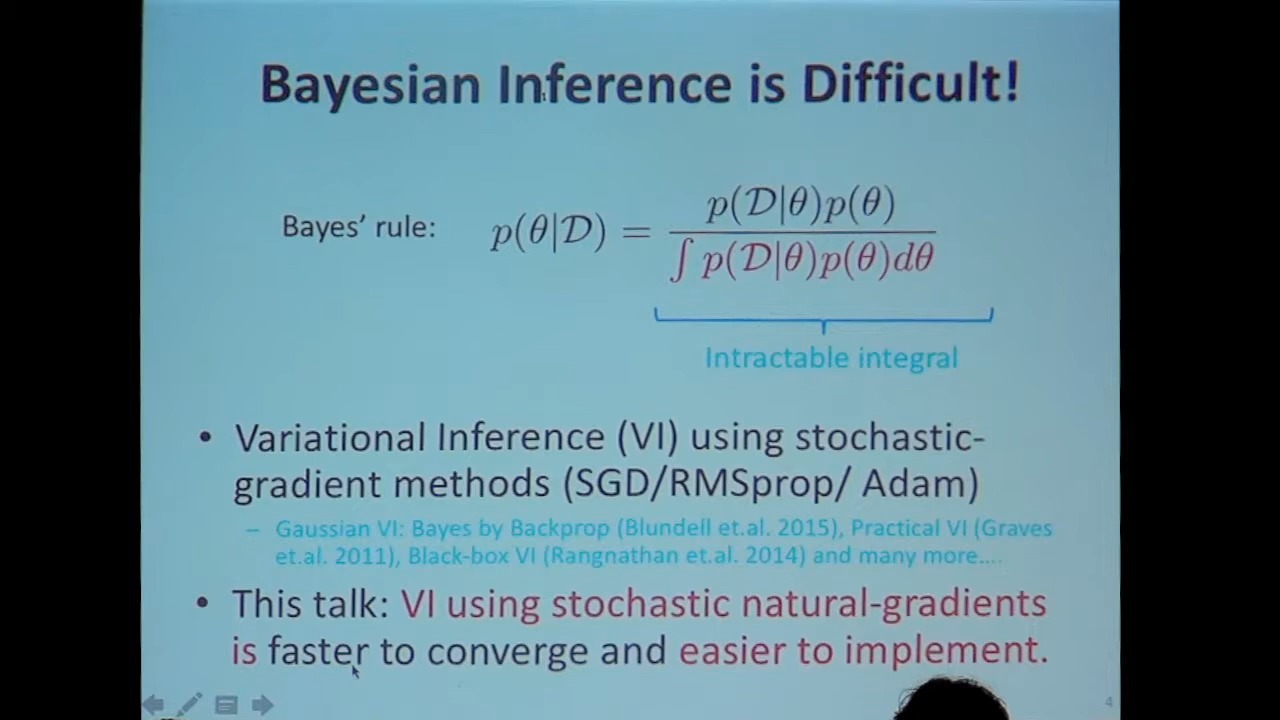 Bayesian Inference is Difficult!
Bayes’ rule: p(θ|𝒟) = p(𝒟|θ)p(θ) / ∫ p(𝒟|θ)p(θ)dθ
Intractable integral
• Variational Inference (VI) using stochastic-
gradient methods (SGD/RMSprop/ Adam)
– Gaussian VI: Bayes by Backprop (Blundell et.al. 2015), Practical VI (Graves
et.al. 2011), Black-box VI (Rangnathan et.al. 2014) and many more....
• This talk: VI using stochastic natural-gradients
is faster to converge and easier to implement.
4